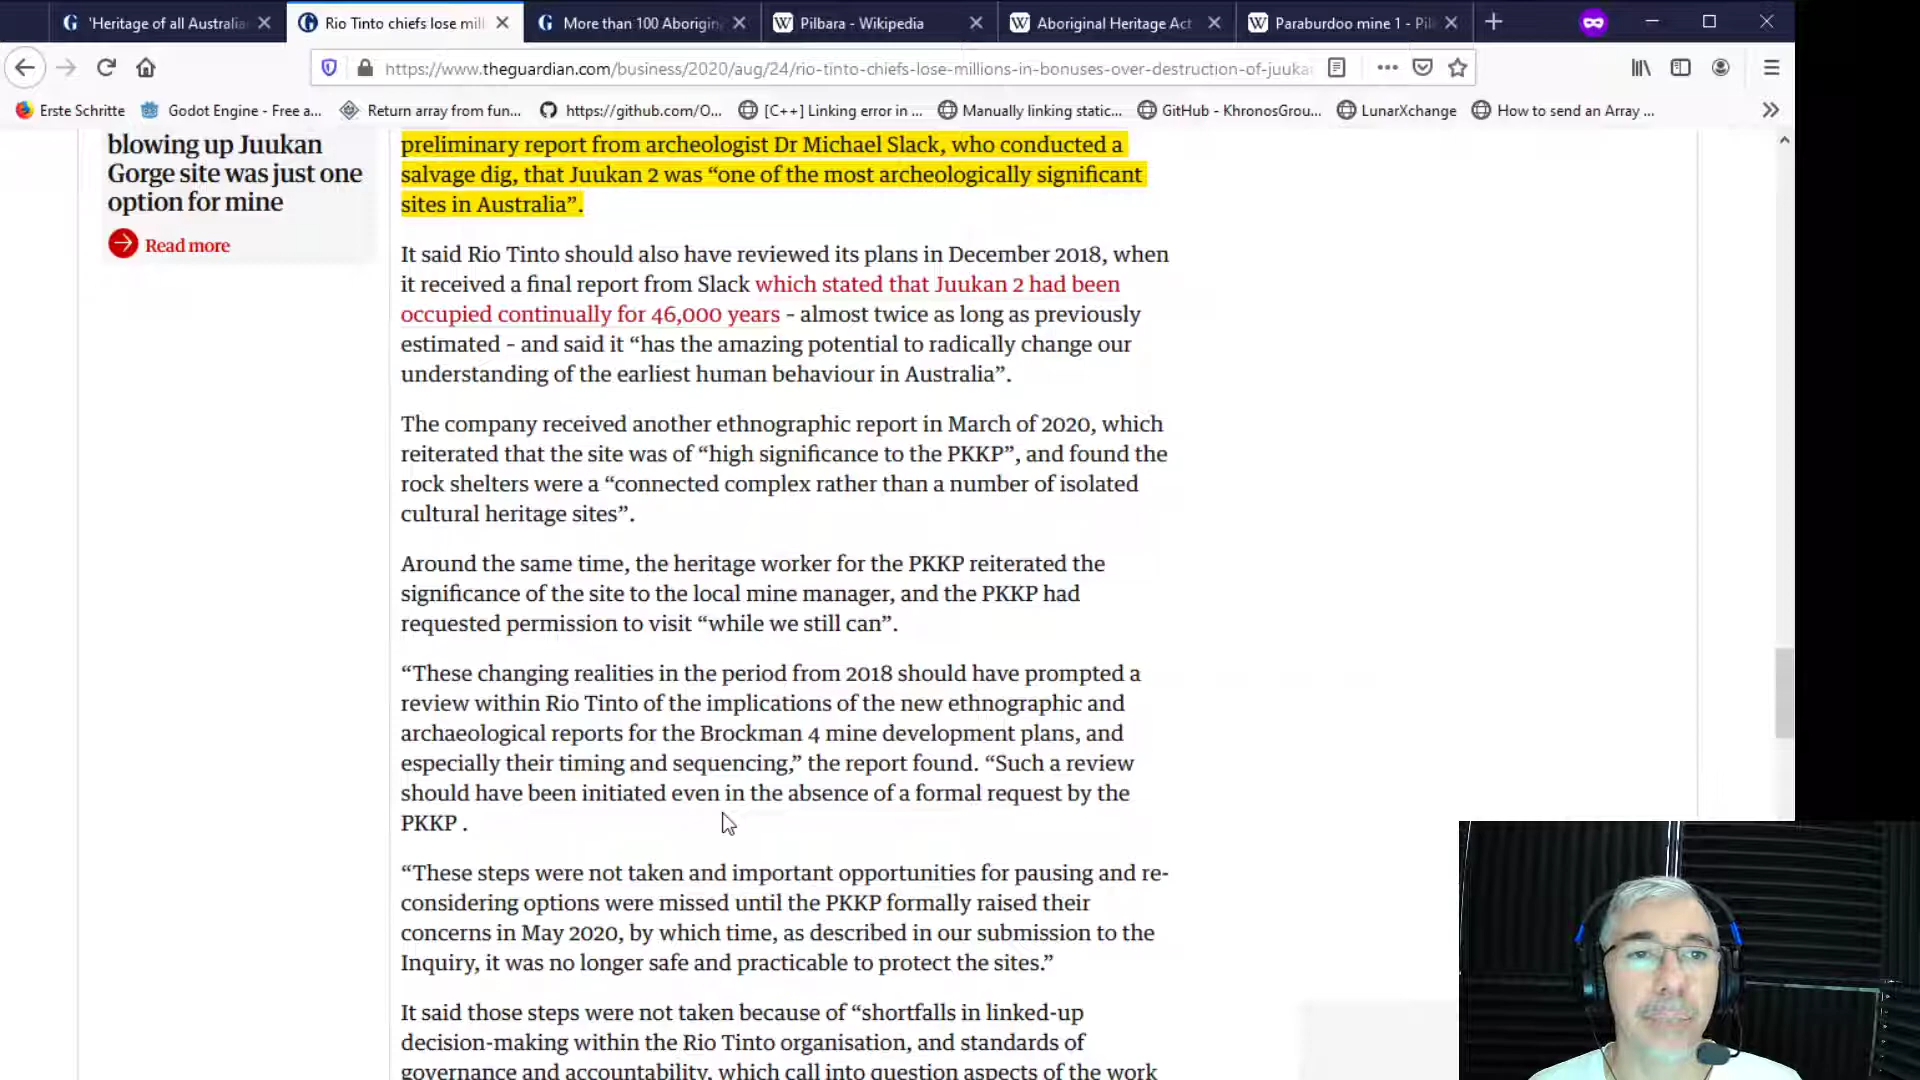 'Heritage of all Australia
Rio Tinto chiefs lose mill
More than 100 Aborigin
Pilbara - Wikipedia
Aboriginal Heritage Act
Paraburdoo mine 1 - Pil
https://www.theguardian.com/business/2020/aug/24/rio-tinto-chiefs-lose-millions-in-bonuses-over-destruction-of-juuka
Erste Schritte
Godot Engine - Free a...
Return array from fun...
https://github.com/O...
[C++] Linking error in ...
Manually linking static...
GitHub - KhronosGrou...
LunarXchange
How to send an Array ...
blowing up Juukan
Gorge site was just one
option for mine
Read more
preliminary report from archeologist Dr Michael Slack, who conducted a
salvage dig, that Juukan 2 was “one of the most archeologically significant
sites in Australia”.
It said Rio Tinto should also have reviewed its plans in December 2018, when
it received a final report from Slack which stated that Juukan 2 had been
occupied continually for 46,000 years – almost twice as long as previously
estimated – and said it “has the amazing potential to radically change our
understanding of the earliest human behaviour in Australia”.
The company received another ethnographic report in March of 2020, which
reiterated that the site was of “high significance to the PKKP”, and found the
rock shelters were a “connected complex rather than a number of isolated
cultural heritage sites”.
Around the same time, the heritage worker for the PKKP reiterated the
significance of the site to the local mine manager, and the PKKP had
requested permission to visit “while we still can”.
“These changing realities in the period from 2018 should have prompted a
review within Rio Tinto of the implications of the new ethnographic and
archaeological reports for the Brockman 4 mine development plans, and
especially their timing and sequencing,” the report found. “Such a review
should have been initiated even in the absence of a formal request by the
PKKP .
“These steps were not taken and important opportunities for pausing and re-
considering options were missed until the PKKP formally raised their
concerns in May 2020, by which time, as described in our submission to the
Inquiry, it was no longer safe and practicable to protect the sites.”
It said those steps were not taken because of “shortfalls in linked-up
decision-making within the Rio Tinto organisation, and standards of
governance and accountability, which call into question aspects of the work